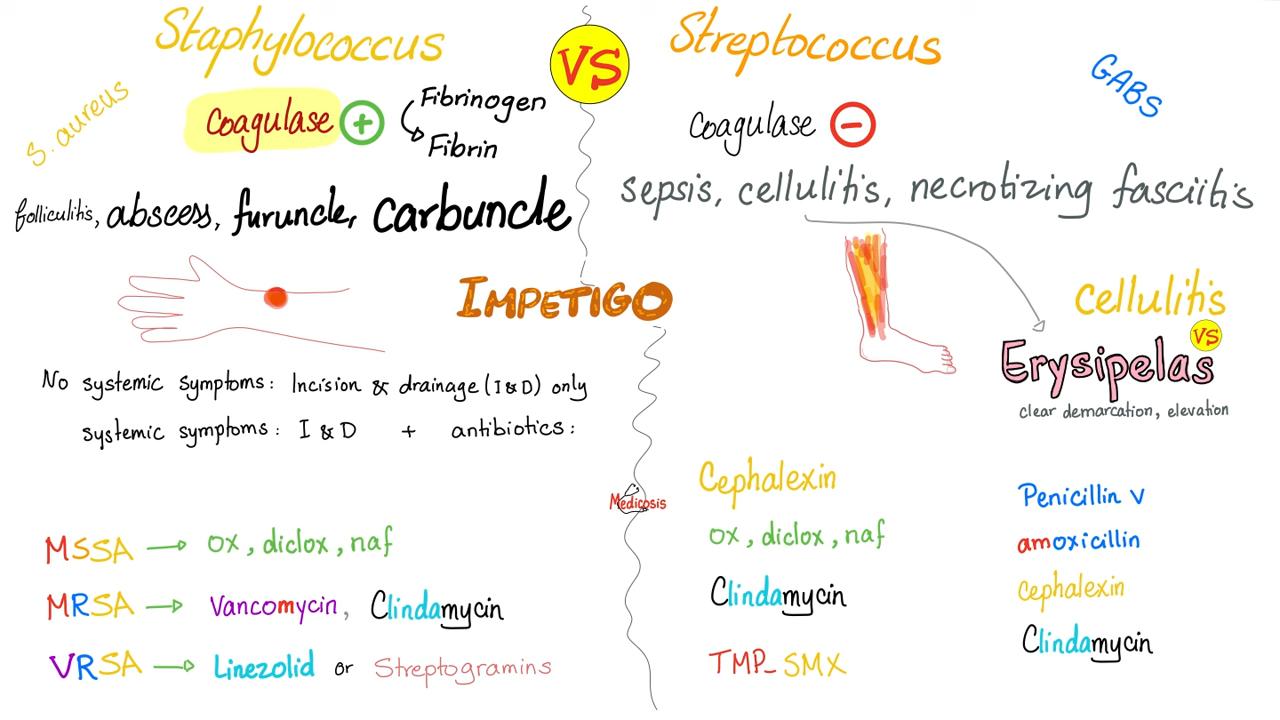 Staphylococcus
VS
Streptococcus
S. aureus
Coagulase +
Fibrinogen
Fibrin
Coagulase −
GABS
folliculitis, abscess, furuncle, carbuncle
sepsis, cellulitis, necrotizing fasciitis
IMPETIGO
Cellulitis
VS
Erysipelas
clear demarcation, elevation
No systemic symptoms: Incision & drainage (I & D) only
systemic symptoms: I & D + antibiotics:
Medicosis
MSSA → ox, diclox, naf
MRSA → Vancomycin, Clindamycin
VRSA → Linezolid or Streptogramins
Cephalexin
ox, diclox, naf
Clindamycin
TMP_SMX
Penicillin V
amoxicillin
cephalexin
Clindamycin